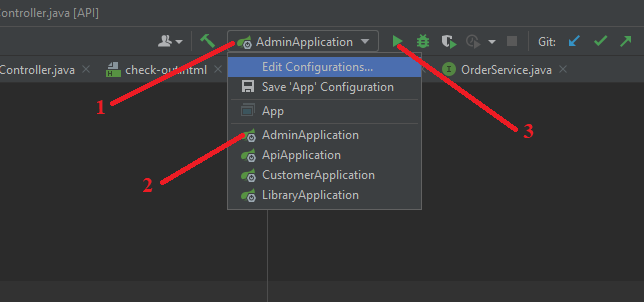 Controller.java [API]
AdminApplication
Git:
Controller.java
check-out.html
OrderService.java
Edit Configurations...
Save 'App' Configuration
App
AdminApplication
ApiApplication
CustomerApplication
LibraryApplication
1
2
3